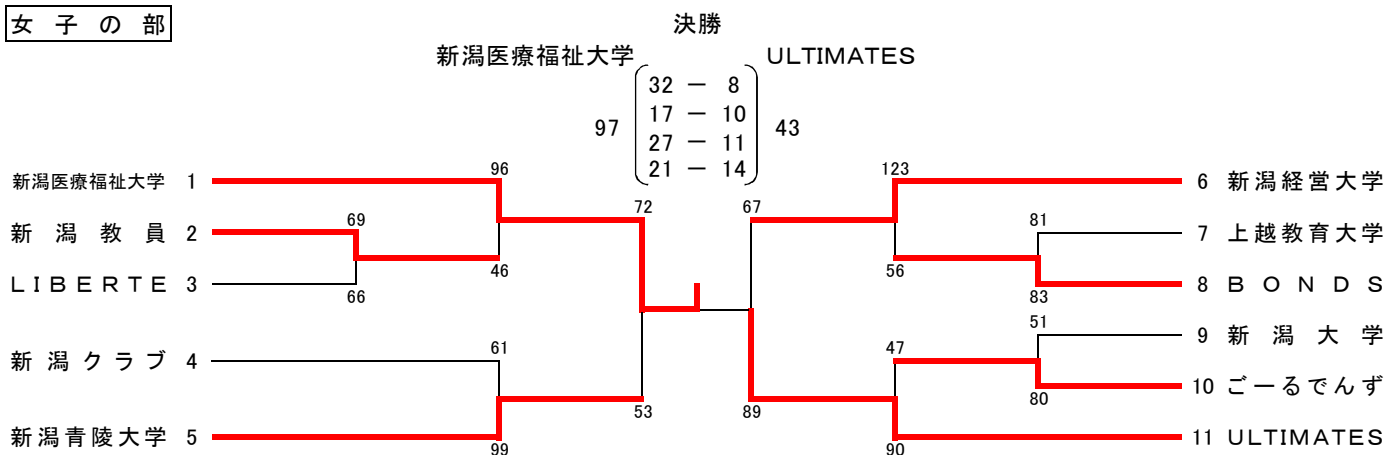 女子の部
決勝
新潟医療福祉大学 ULTIMATES
97 43
32 － 8
17 － 10
27 － 11
21 － 14
新潟医療福祉大学 1
新潟教員 2
LIBERTE 3
新潟クラブ 4
新潟青陵大学 5
96
69
46
66
61
99
72
53
67
89
123
56
81
83
51
80
47
90
6 新潟経営大学
7 上越教育大学
8 BONDS
9 新潟大学
10 ごーるでんず
11 ULTIMATES